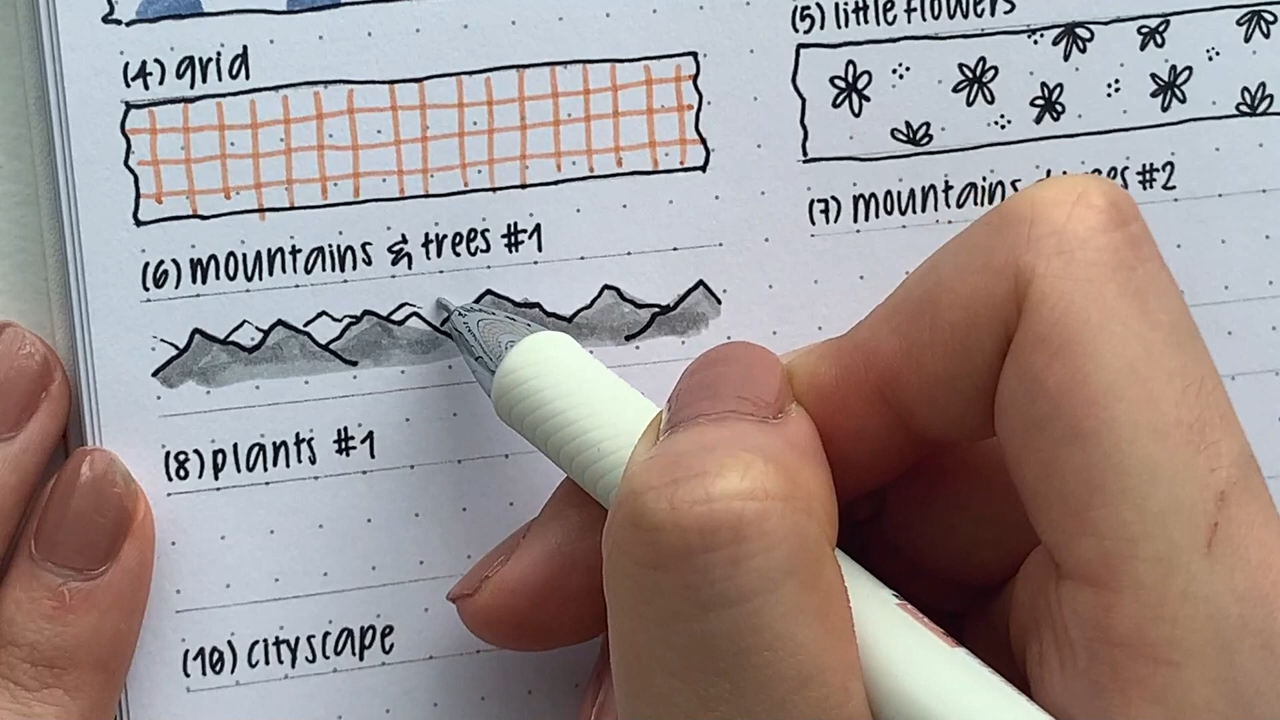 (4) grid
(5) little flowers
(6) mountains & trees #1
(7) mountains #2
(8) plants #1
(10) cityscape